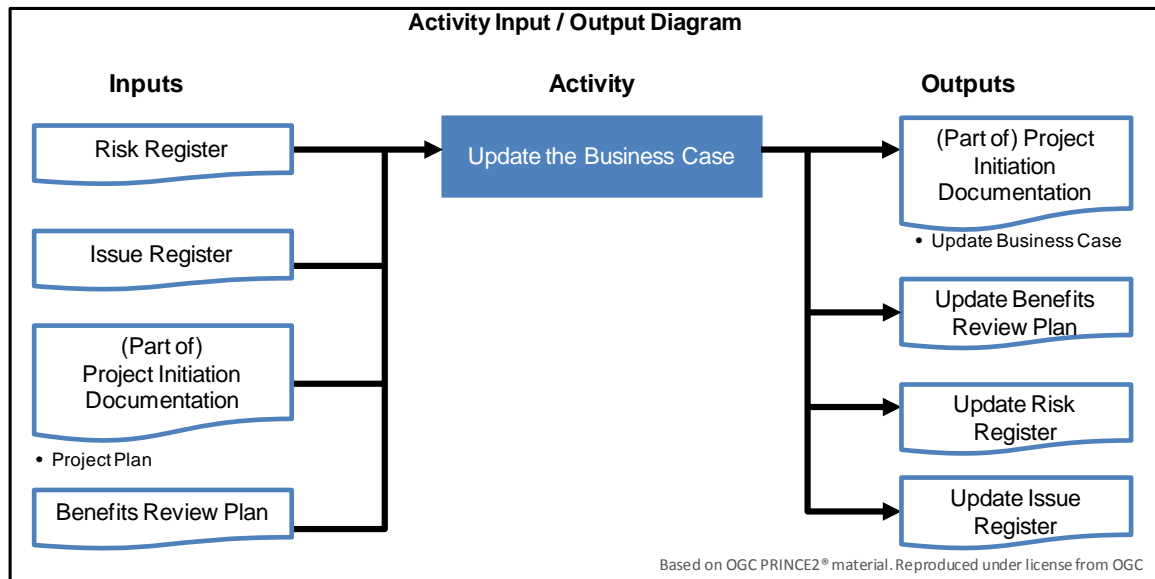 Activity Input / Output Diagram
Inputs
Activity
Outputs
Risk Register
Issue Register
(Part of)
Project Initiation
Documentation
• Project Plan
Benefits Review Plan
Update the Business Case
(Part of) Project
Initiation
Documentation
• Update Business Case
Update Benefits
Review Plan
Update Risk
Register
Update Issue
Register
Based on OGC PRINCE2® material. Reproduced under license from OGC